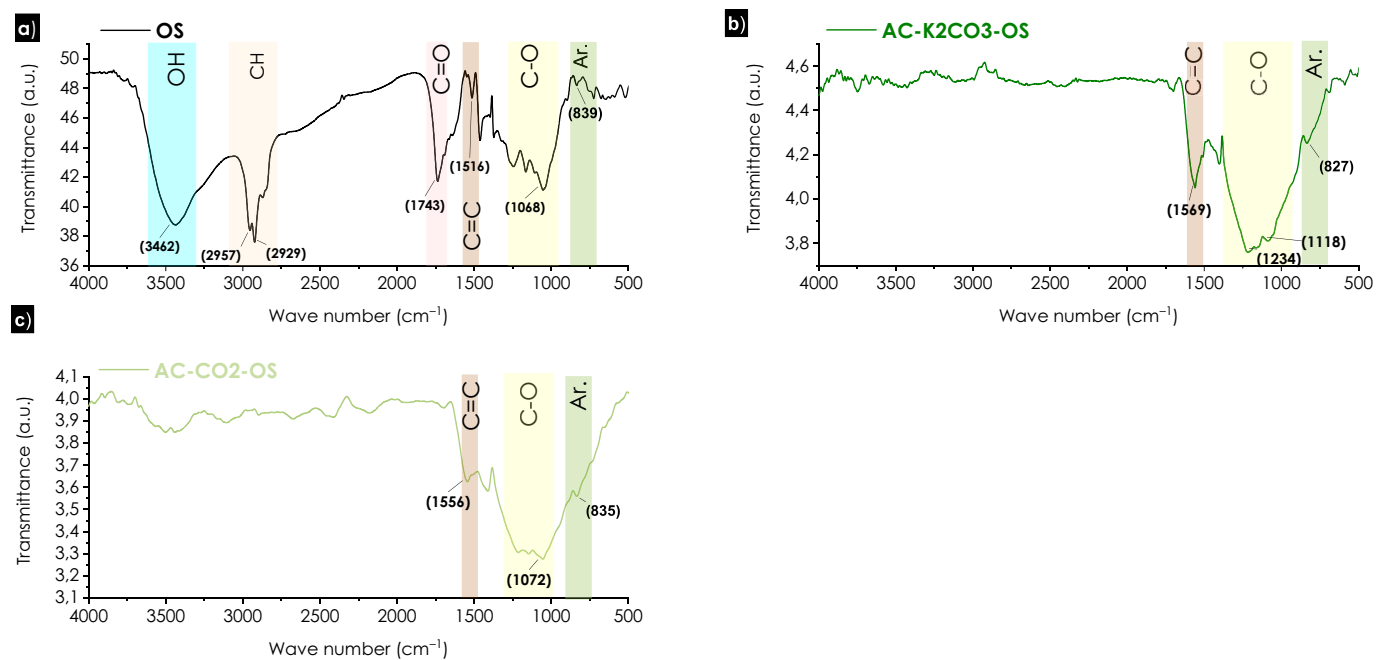 a)
OS
OH
CH
C=O
C=C
C-O
Ar.
50
48
46
44
42
40
38
36
Transmittance (a.u.)
(3462)
(2957)
(2929)
(1743)
(1516)
(1068)
(839)
4000 3500 3000 2500 2000 1500 1000 500
Wave number (cm⁻¹)
b)
AC-K2CO3-OS
C=C
C-O
Ar.
4,6
4,4
4,2
4,0
3,8
Transmittance (a.u.)
(1569)
(827)
(1118)
(1234)
4000 3500 3000 2500 2000 1500 1000 500
Wave number (cm⁻¹)
c)
AC-CO2-OS
C=C
C-O
Ar.
4,1
4,0
3,9
3,8
3,7
3,6
3,5
3,4
3,3
3,2
3,1
Transmittance (a.u.)
(1556)
(835)
(1072)
4000 3500 3000 2500 2000 1500 1000 500
Wave number (cm⁻¹)